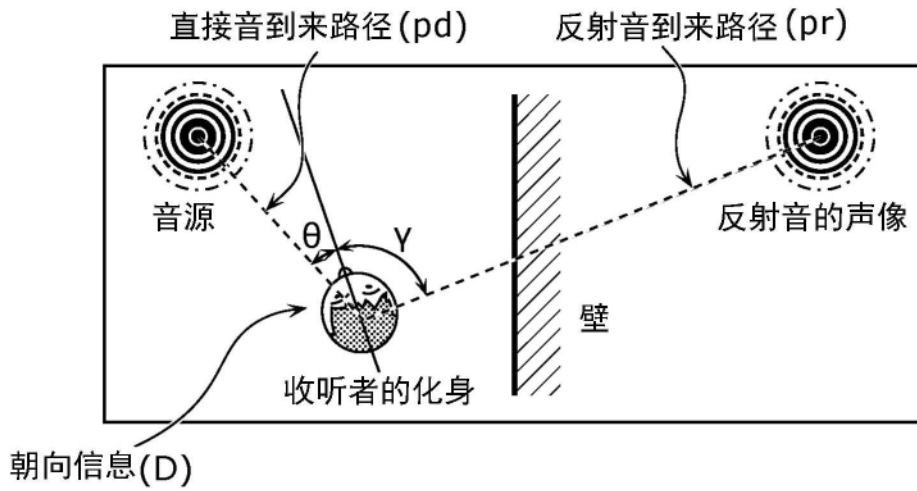 直接音到来路径(pd)
反射音到来路径(pr)
音源
θ
γ
反射音的声像
壁
收听者的化身
朝向信息(D)